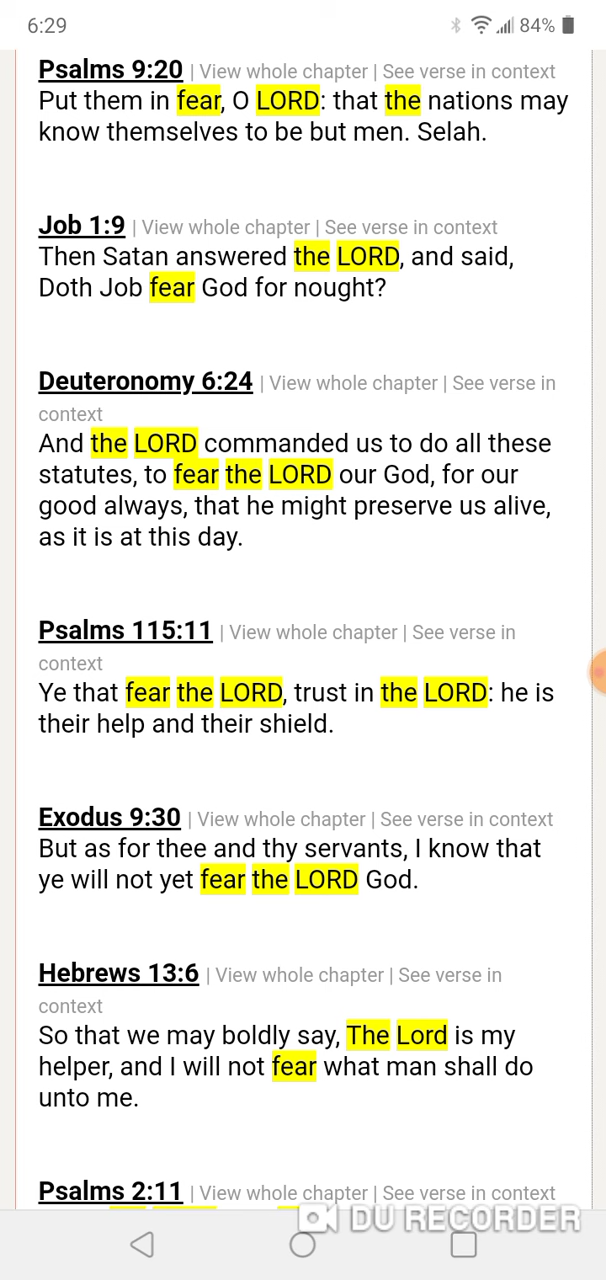 6:29 84%
Psalms 9:20 | View whole chapter | See verse in context
Put them in fear, O LORD: that the nations may
know themselves to be but men. Selah.
Job 1:9 | View whole chapter | See verse in context
Then Satan answered the LORD, and said,
Doth Job fear God for nought?
Deuteronomy 6:24 | View whole chapter | See verse in
context
And the LORD commanded us to do all these
statutes, to fear the LORD our God, for our
good always, that he might preserve us alive,
as it is at this day.
Psalms 115:11 | View whole chapter | See verse in
context
Ye that fear the LORD, trust in the LORD: he is
their help and their shield.
Exodus 9:30 | View whole chapter | See verse in context
But as for thee and thy servants, I know that
ye will not yet fear the LORD God.
Hebrews 13:6 | View whole chapter | See verse in
context
So that we may boldly say, The Lord is my
helper, and I will not fear what man shall do
unto me.
Psalms 2:11 | View whole chapter | See verse in context
DU RECORDER